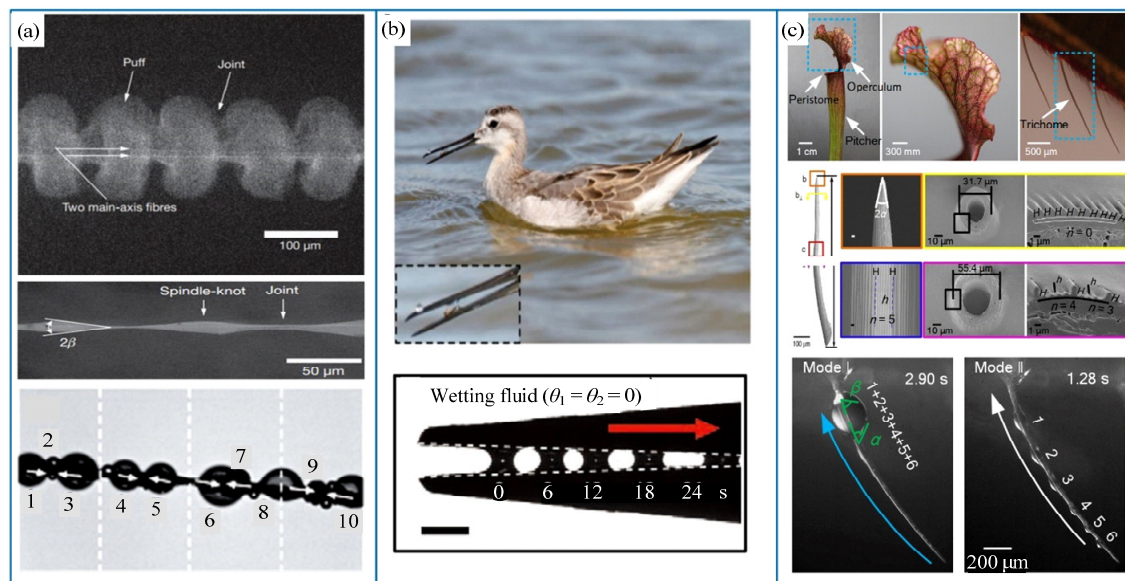 (a)
Puff
Joint
Two main-axis fibres
100 μm
Spindle-knot
Joint
2β
50 μm
1 2 3 4 5 6 7 8 9 10
(b)
Wetting fluid (θ1 = θ2 = 0)
0 6 12 18 24 s
(c)
Operculum
Peristome
Pitcher
1 cm
300 mm
Trichome
500 μm
b
c
100 μm
2α
31.7 μm
10 μm
H H H H H H H H H
n = 0
1 μm
H H
h
n = 5
55.4 μm
10 μm
H h H h H
n = 4 n = 3
1 μm
Mode Ⅰ
2.90 s
β
α
1+2+3+4+5+6
Mode Ⅱ
1.28 s
1
2
3
4
5
6
200 μm